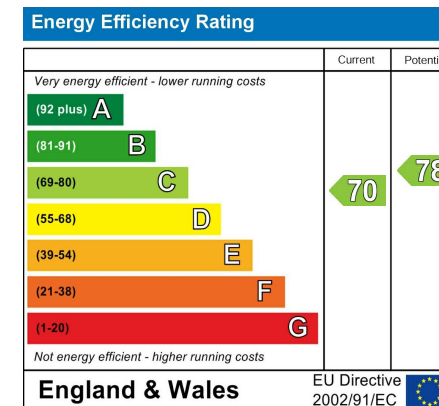 Energy Efficiency Rating
Current Potenti
Very energy efficient - lower running costs
(92 plus) A
(81-91) B
(69-80) C
70
78
(55-68) D
(39-54) E
(21-38) F
(1-20) G
Not energy efficient - higher running costs
England & Wales
EU Directive
2002/91/EC